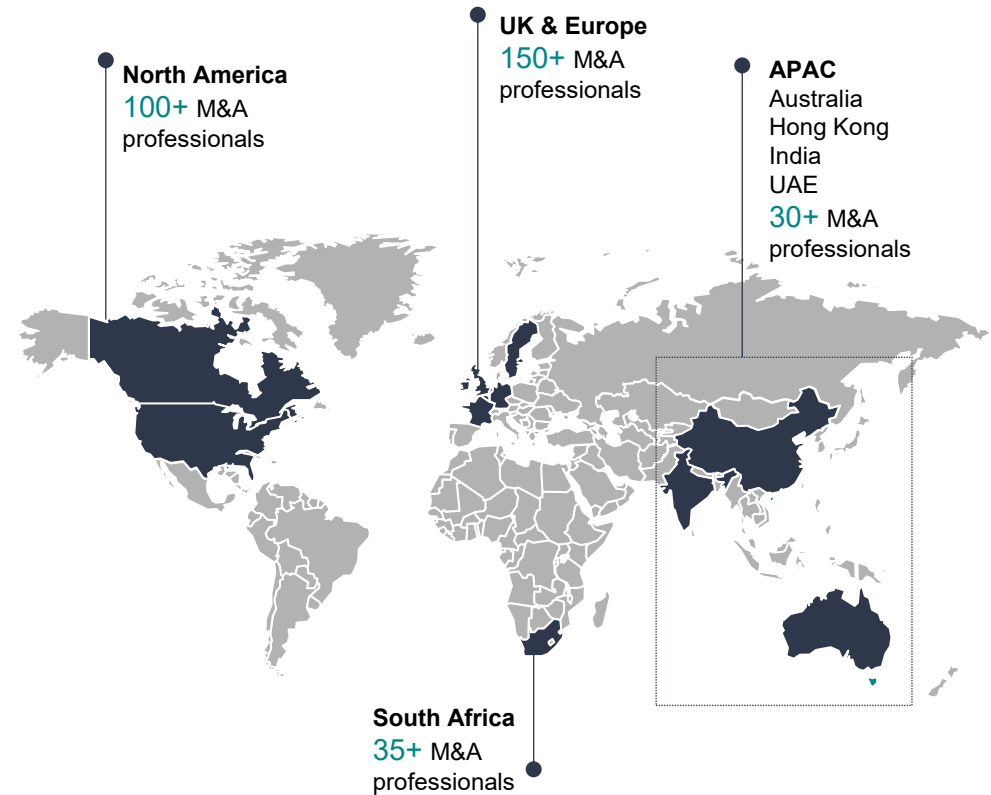 North America
100+ M&A
professionals
UK & Europe
150+ M&A
professionals
APAC
Australia
Hong Kong
India
UAE
30+ M&A
professionals
South Africa
35+ M&A
professionals